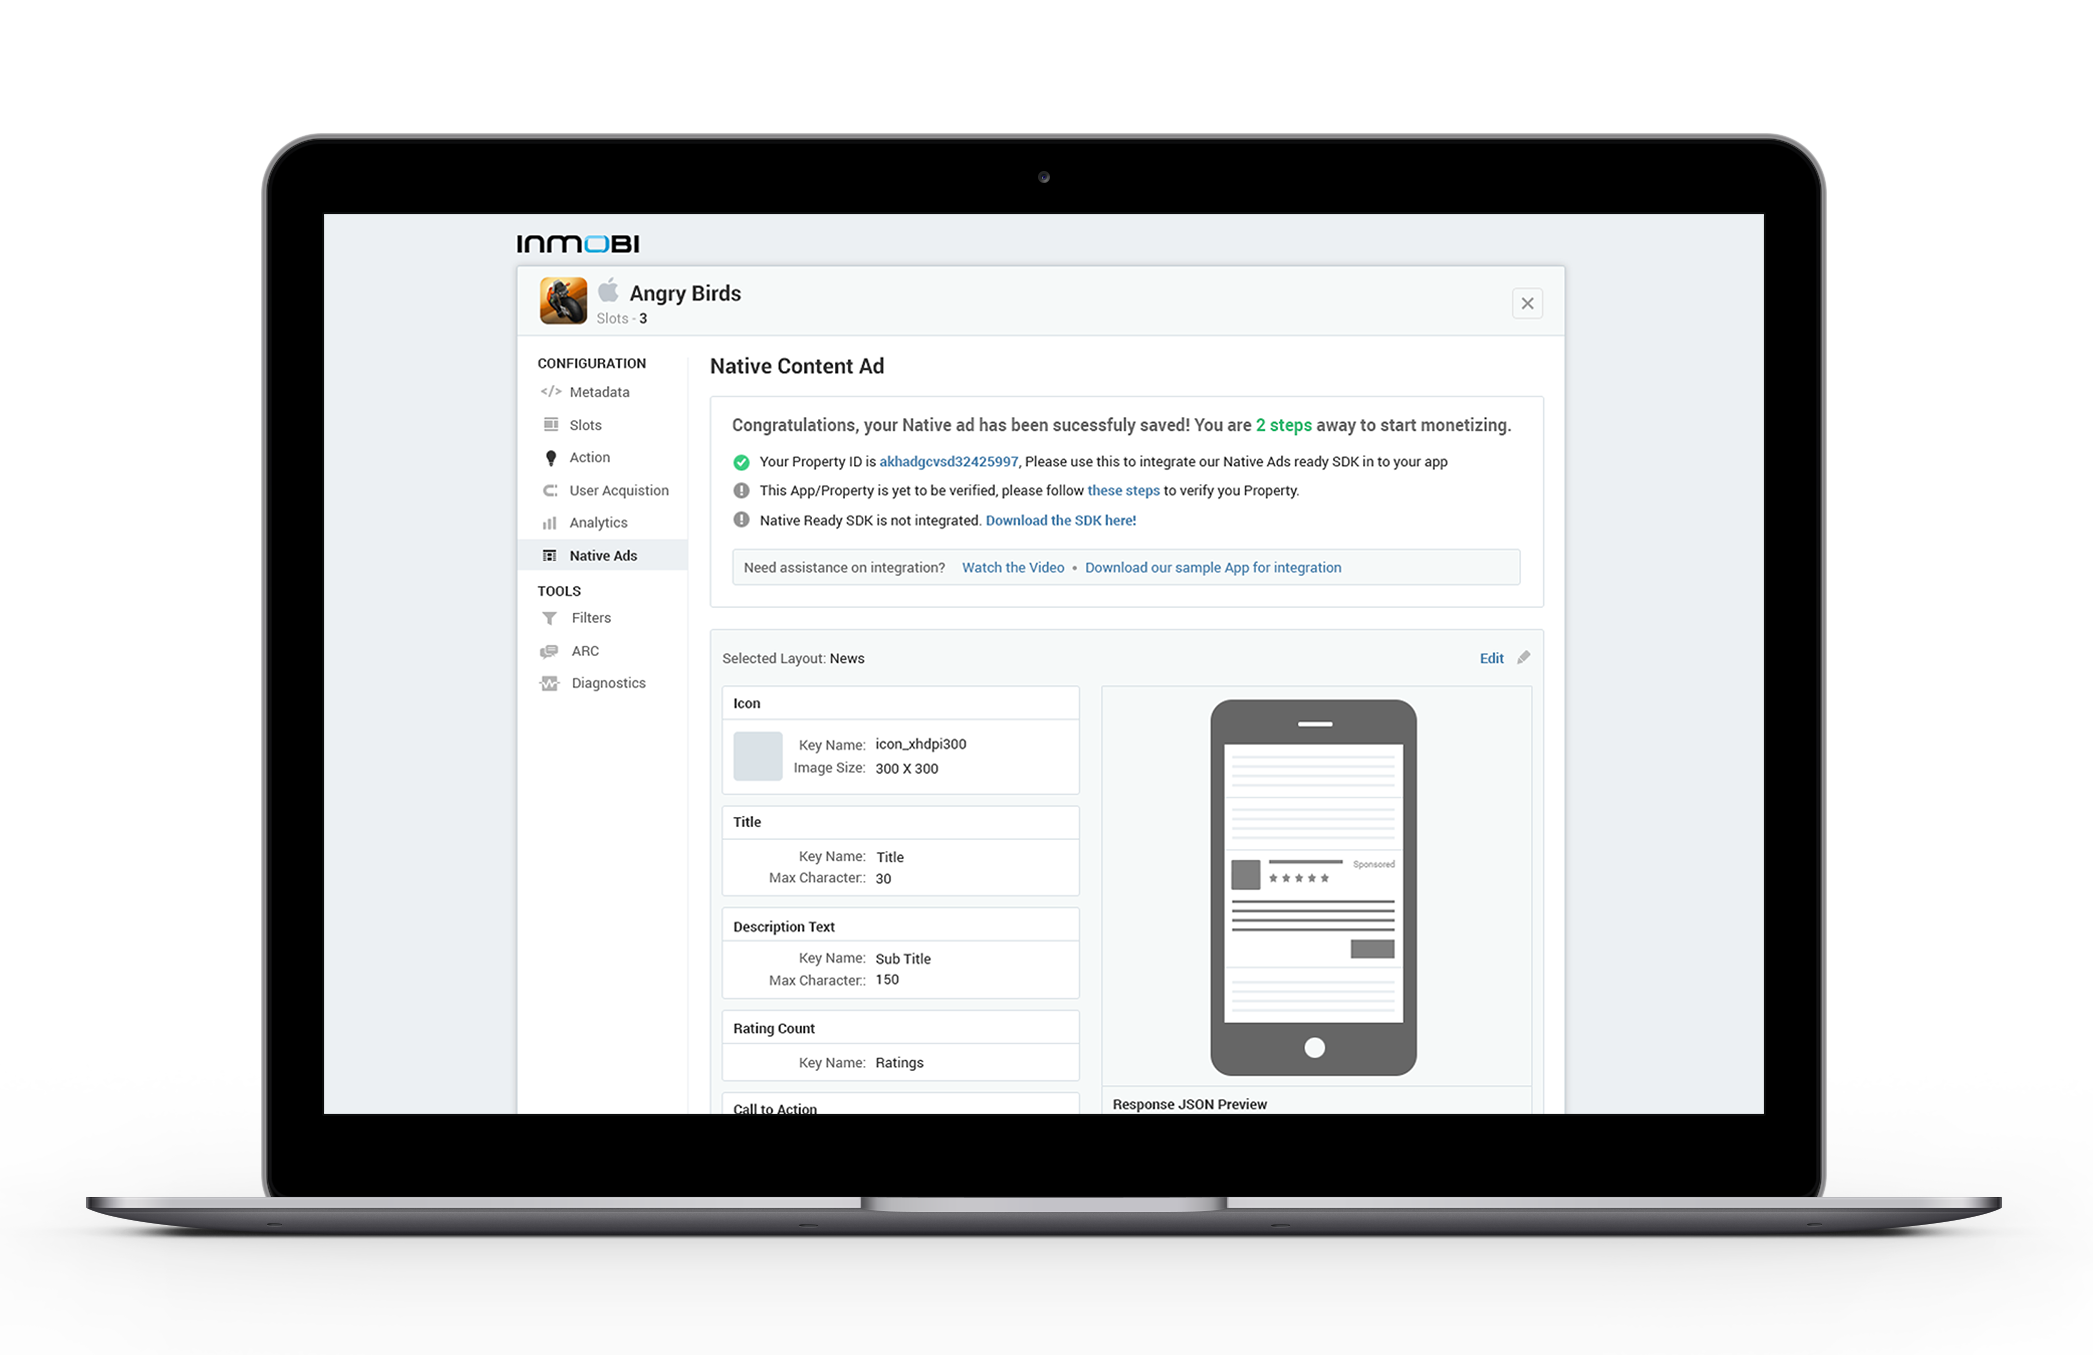 INMOBI
Angry Birds
Slots - 3
CONFIGURATION
</> Metadata
Slots
Action
User Acquistion
Analytics
Native Ads
TOOLS
Filters
ARC
Diagnostics
Native Content Ad
Congratulations, your Native ad has been sucessfuly saved! You are 2 steps away to start monetizing.
Your Property ID is akhadgcvsd32425997, Please use this to integrate our Native Ads ready SDK in to your app
This App/Property is yet to be verified, please follow these steps to verify you Property.
Native Ready SDK is not integrated. Download the SDK here!
Need assistance on integration? Watch the Video • Download our sample App for integration
Selected Layout: News
Edit
Icon
Key Name: icon_xhdpi300
Image Size: 300 X 300
Title
Key Name: Title
Max Character:: 30
Description Text
Key Name: Sub Title
Max Character:: 150
Rating Count
Key Name: Ratings
Call to Action
Sponsored
Response JSON Preview